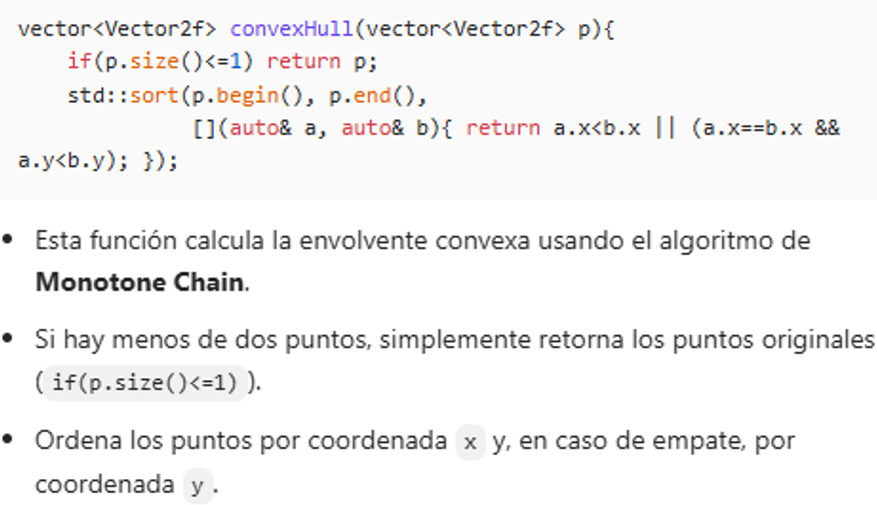 vector<Vector2f> convexHull(vector<Vector2f> p){
    if(p.size()<=1) return p;
    std::sort(p.begin(), p.end(),
              [](auto& a, auto& b){ return a.x<b.x || (a.x==b.x &&
a.y<b.y); });
• Esta función calcula la envolvente convexa usando el algoritmo de
Monotone Chain.
• Si hay menos de dos puntos, simplemente retorna los puntos originales
( if(p.size()<=1) ).
• Ordena los puntos por coordenada x y, en caso de empate, por
coordenada y .